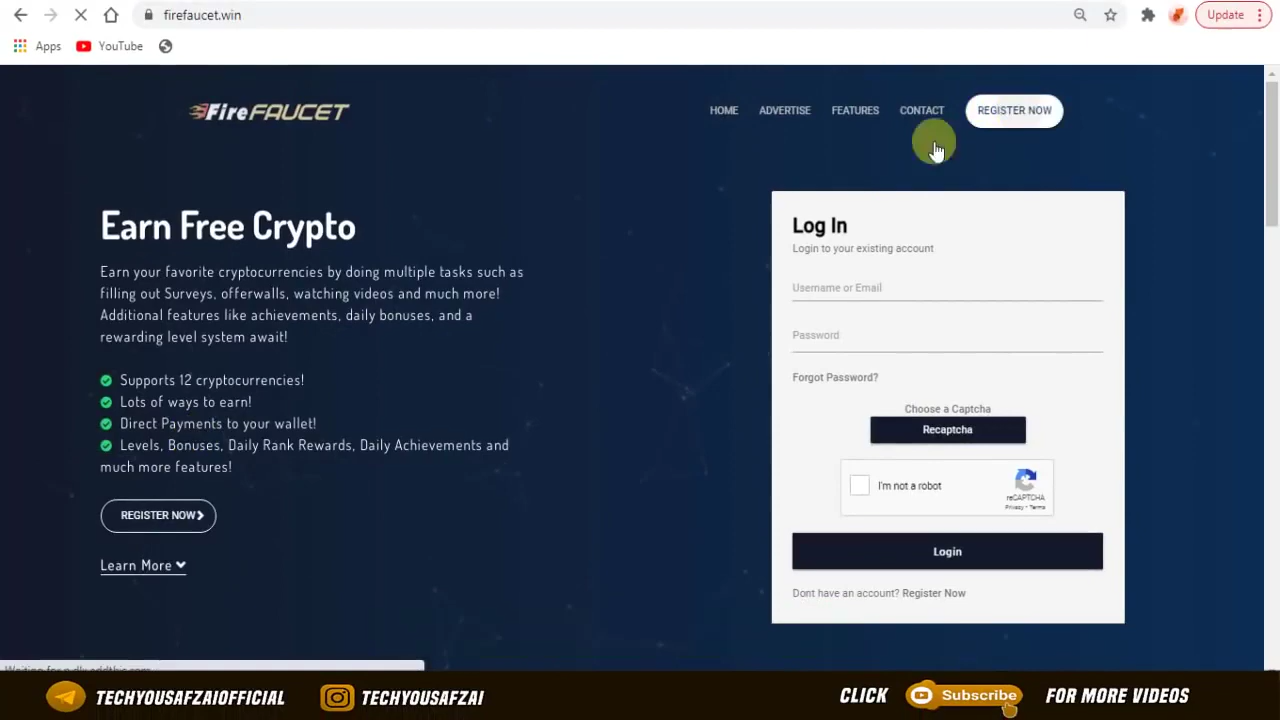 firefaucet.win
Update
Apps
YouTube
FireFAUCET
HOME
ADVERTISE
FEATURES
CONTACT
REGISTER NOW
Earn Free Crypto
Earn your favorite cryptocurrencies by doing multiple tasks such as
filling out Surveys, offerwalls, watching videos and much more!
Additional features like achievements, daily bonuses, and a
rewarding level system await!
Supports 12 cryptocurrencies!
Lots of ways to earn!
Direct Payments to your wallet!
Levels, Bonuses, Daily Rank Rewards, Daily Achievements and
much more features!
REGISTER NOW
Learn More
Log In
Login to your existing account
Username or Email
Password
Forgot Password?
Choose a Captcha
Recaptcha
I'm not a robot
reCAPTCHA
Privacy - Terms
Login
Dont have an account? Register Now
TECHYOUSAFZAIOFFICIAL
TECHYOUSAFZAI
CLICK
Subscribe
FOR MORE VIDEOS